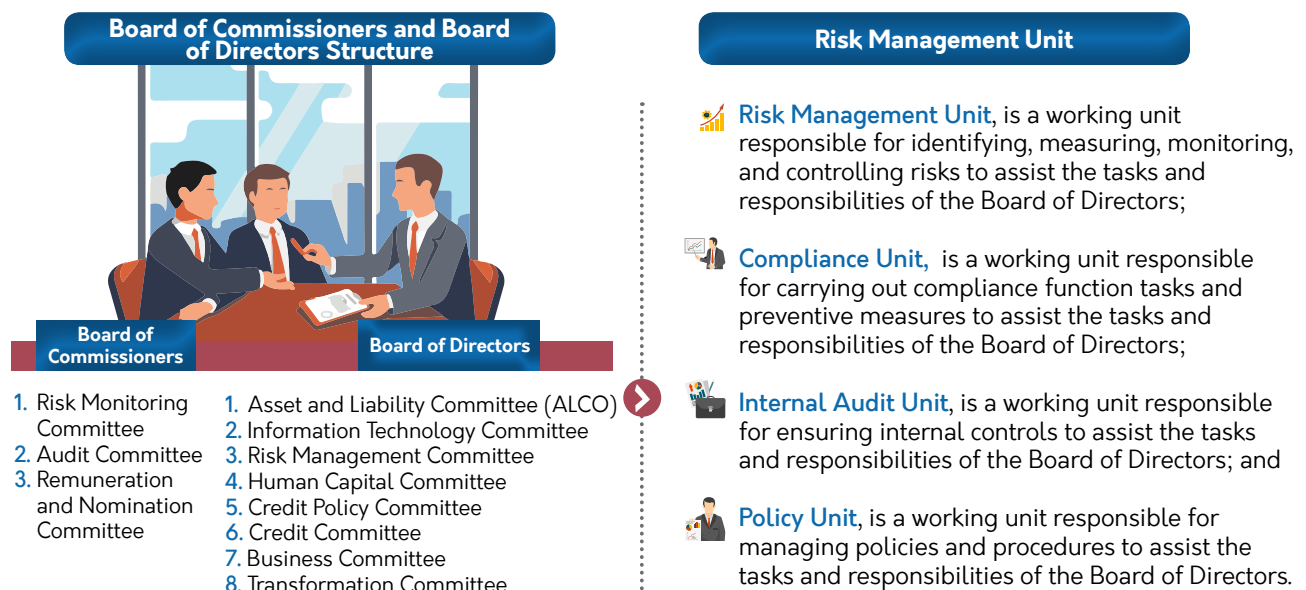 Board of Commissioners and Board
of Directors Structure
Board of
Commissioners
Board of Directors
1. Risk Monitoring
Committee
2. Audit Committee
3. Remuneration
and Nomination
Committee
1. Asset and Liability Committee (ALCO)
2. Information Technology Committee
3. Risk Management Committee
4. Human Capital Committee
5. Credit Policy Committee
6. Credit Committee
7. Business Committee
8. Transformation Committee
Risk Management Unit
Risk Management Unit, is a working unit
responsible for identifying, measuring, monitoring,
and controlling risks to assist the tasks and
responsibilities of the Board of Directors;
Compliance Unit, is a working unit responsible
for carrying out compliance function tasks and
preventive measures to assist the tasks and
responsibilities of the Board of Directors;
Internal Audit Unit, is a working unit responsible
for ensuring internal controls to assist the tasks
and responsibilities of the Board of Directors; and
Policy Unit, is a working unit responsible for
managing policies and procedures to assist the
tasks and responsibilities of the Board of Directors.